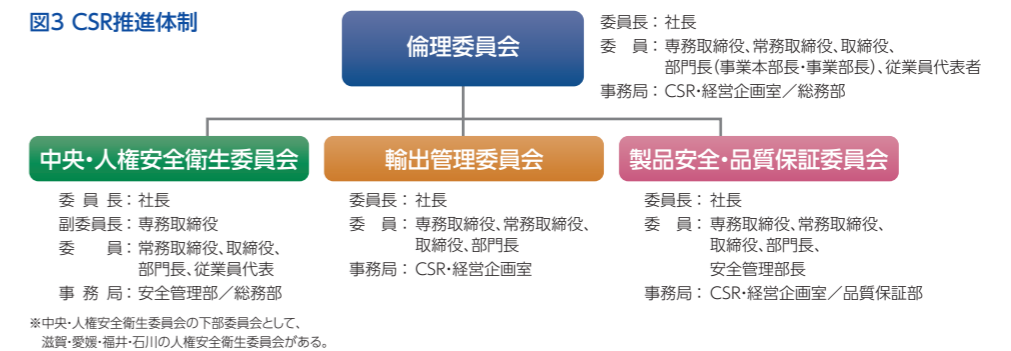 図3 CSR推進体制
倫理委員会
委員長：社長
委　員：専務取締役、常務取締役、取締役、
部門長（事業本部長・事業部長）、従業員代表者
事務局：CSR・経営企画室／総務部
中央・人権安全衛生委員会
委 員 長：社長
副委員長：専務取締役
委　　員：常務取締役、取締役、
部門長、従業員代表
事 務 局：安全管理部／総務部
※中央・人権安全衛生委員会の下部委員会として、
滋賀・愛媛・福井・石川の人権安全衛生委員会がある。
輸出管理委員会
委員長：社長
委　員：専務取締役、常務取締役、
取締役、部門長
事務局：CSR・経営企画室
製品安全・品質保証委員会
委員長：社長
委　員：専務取締役、常務取締役、
取締役、部門長、
安全管理部長
事務局：CSR・経営企画室／品質保証部